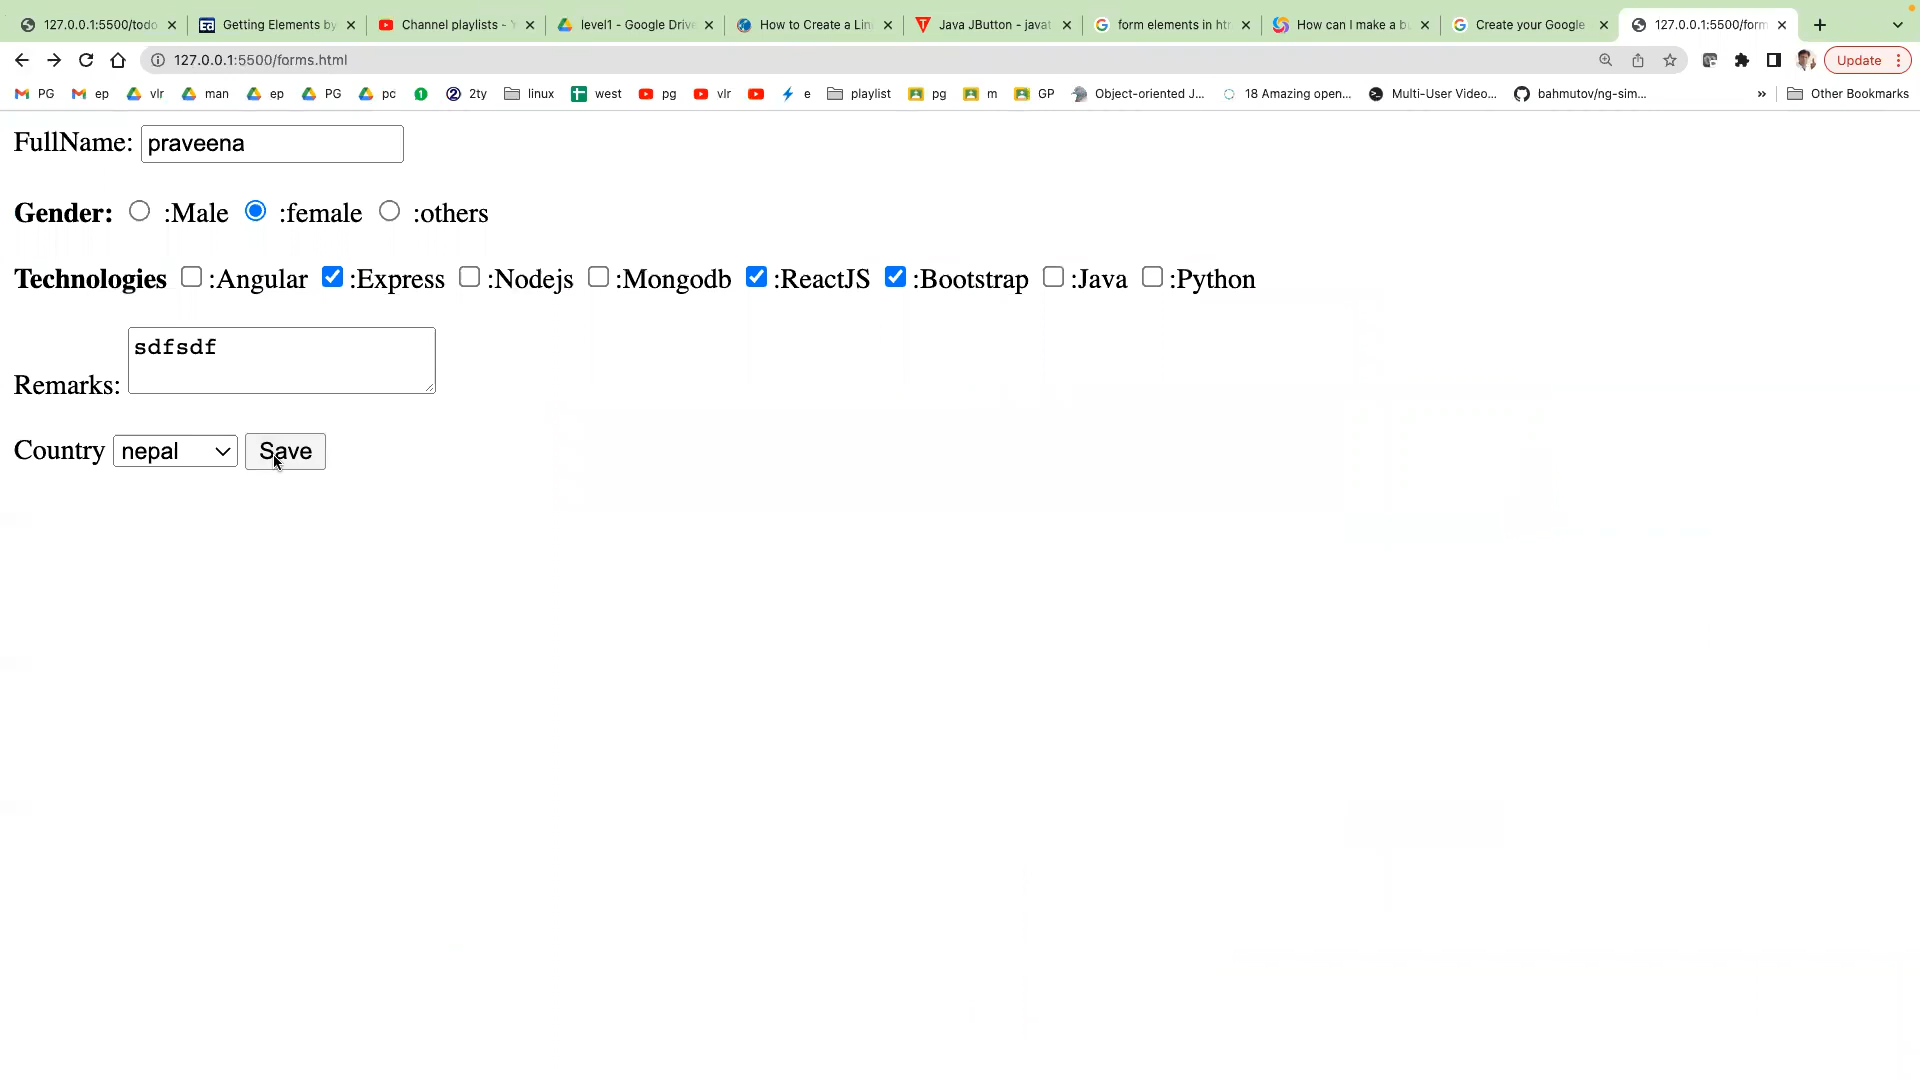 127.0.0.1:5500/todo Getting Elements by Channel playlists - Y level1 - Google Drive How to Create a Lin Java JButton - javat form elements in htm How can I make a bu Create your Google 127.0.0.1:5500/form
127.0.0.1:5500/forms.html Update
PG ep vlr man ep PG pc 2ty linux west pg vlr e playlist pg m GP Object-oriented J... 18 Amazing open... Multi-User Video... bahmutov/ng-sim... » Other Bookmarks
FullName: praveena
Gender: :Male :female :others
Technologies :Angular :Express :Nodejs :Mongodb :ReactJS :Bootstrap :Java :Python
sdfsdf
Remarks:
Country nepal Save